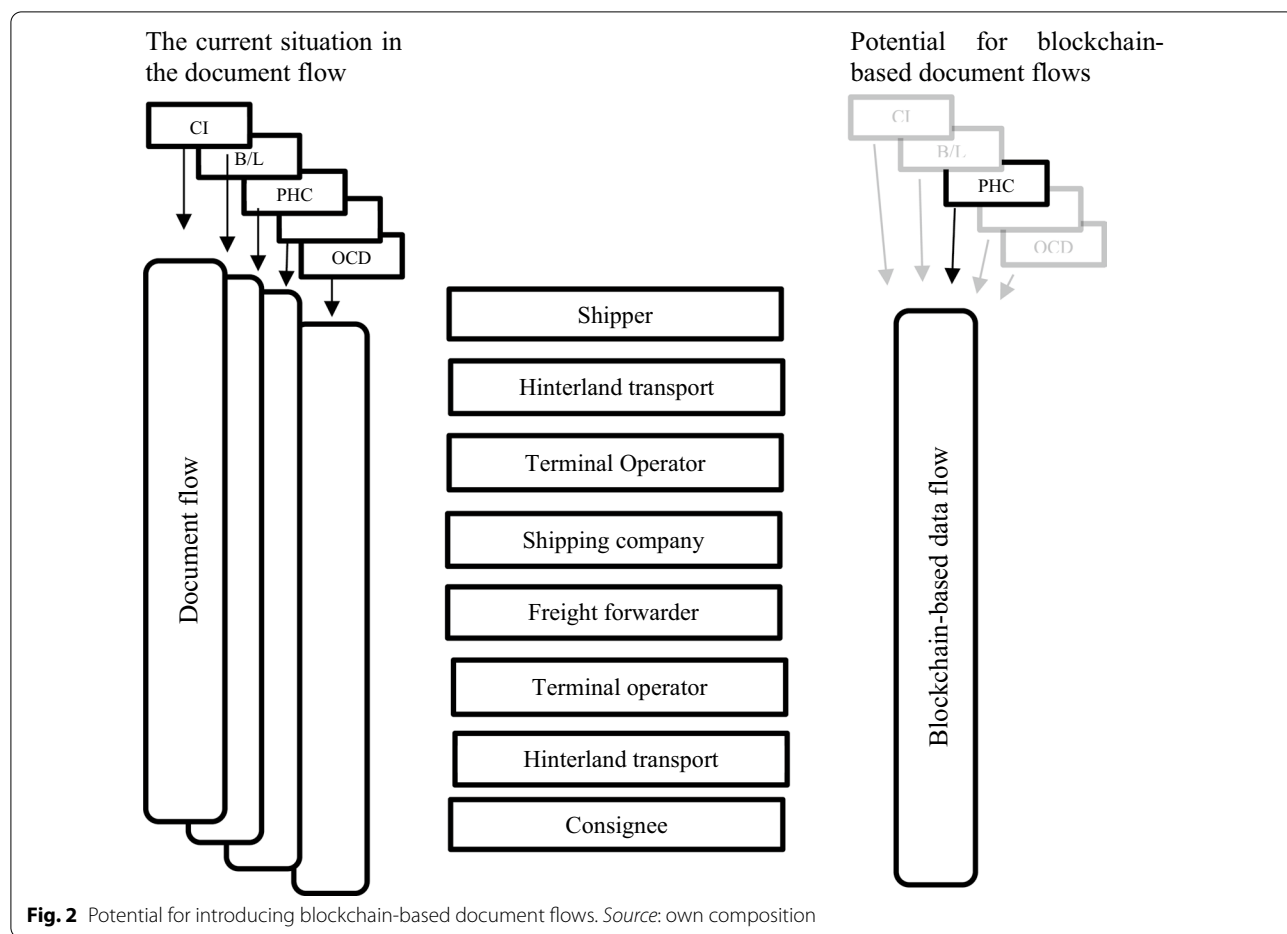 The current situation in
the document flow
CI
B/L
PHC
OCD
Document flow
Shipper
Hinterland transport
Terminal Operator
Shipping company
Freight forwarder
Terminal operator
Hinterland transport
Consignee
Potential for blockchain-
based document flows
CI
B/L
PHC
OCD
Blockchain-based data flow
Fig. 2 Potential for introducing blockchain-based document flows. Source: own composition